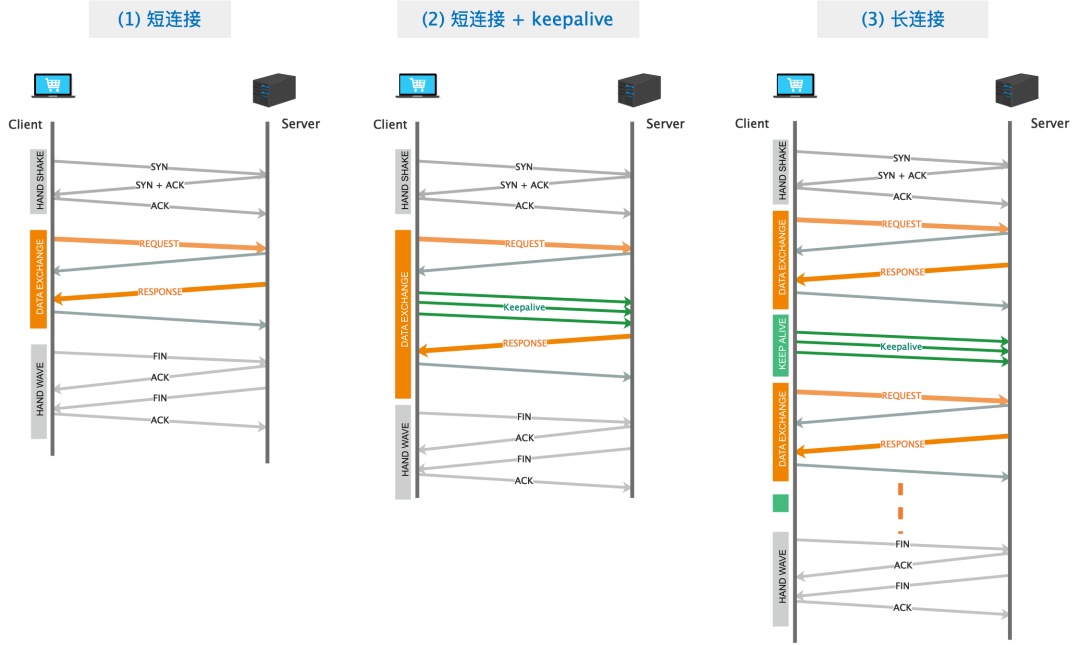 (1) 短连接
Client
Server
HAND SHAKE
SYN
SYN + ACK
ACK
DATA EXCHANGE
REQUEST
RESPONSE
HAND WAVE
FIN
ACK
FIN
ACK
(2) 短连接 + keepalive
Client
Server
HAND SHAKE
SYN
SYN + ACK
ACK
DATA EXCHANGE
REQUEST
Keepalive
RESPONSE
HAND WAVE
FIN
ACK
FIN
ACK
(3) 长连接
Client
Server
HAND SHAKE
SYN
SYN + ACK
ACK
DATA EXCHANGE
REQUEST
RESPONSE
KEEP ALIVE
Keepalive
DATA EXCHANGE
REQUEST
RESPONSE
HAND WAVE
FIN
ACK
FIN
ACK